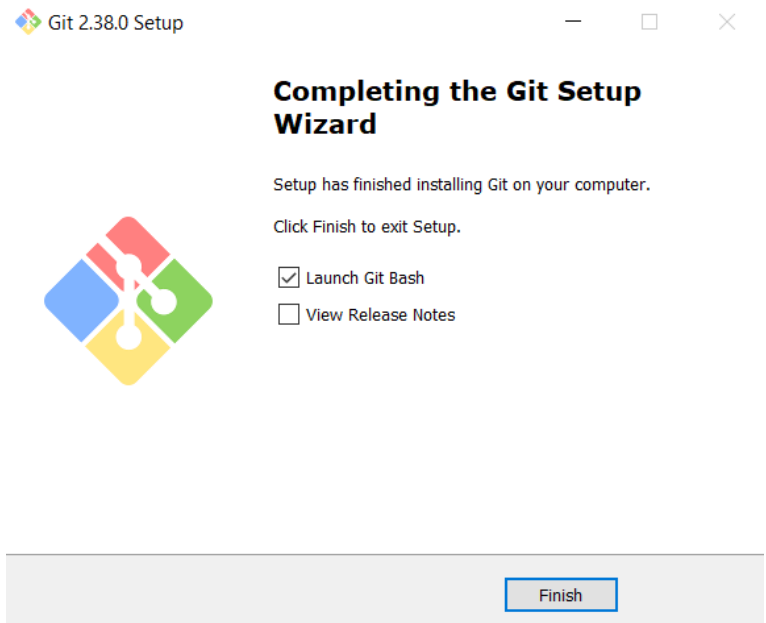 Git 2.38.0 Setup
Completing the Git Setup
Wizard
Setup has finished installing Git on your computer.
Click Finish to exit Setup.
Launch Git Bash
View Release Notes
Finish